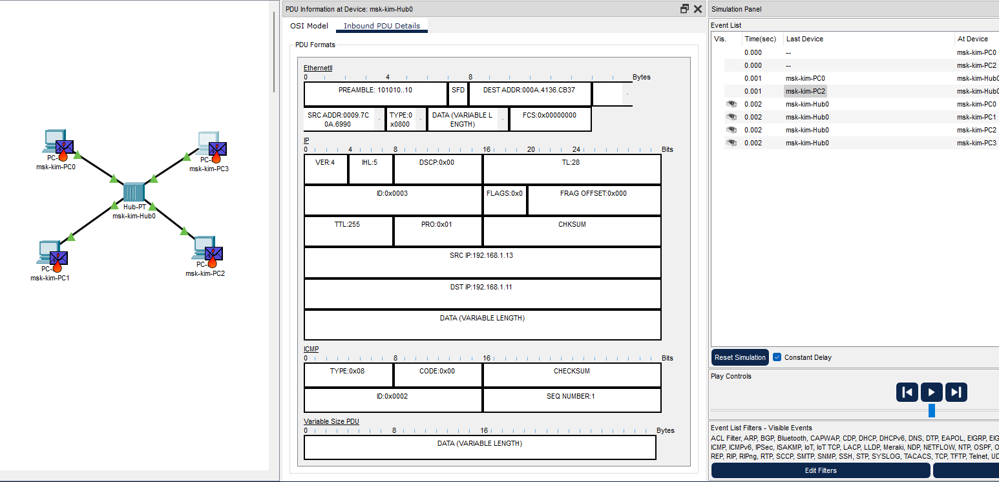 PDU Information at Device: msk-kim-Hub0
OSI Model Inbound PDU Details
PDU Formats
EthernetII
0 4 8 Bytes
PREAMBLE: 101010..10 SFD DEST ADDR:000A.4136.CB37
SRC ADDR:0009.7C
0A.6990
TYPE:0
x0800
DATA (VARIABLE L
ENGTH)
FCS:0x00000000
IP
0 4 8 16 20 24 Bits
VER:4 IHL:5 DSCP:0x00 TL:28
ID:0x0003 FLAGS:0x0 FRAG OFFSET:0x000
TTL:255 PRO:0x01 CHKSUM
SRC IP:192.168.1.13
DST IP:192.168.1.11
DATA (VARIABLE LENGTH)
ICMP
0 8 16 Bits
TYPE:0x08 CODE:0x00 CHECKSUM
ID:0x0002 SEQ NUMBER:1
Variable Size PDU
0 8 16 Bytes
DATA (VARIABLE LENGTH)
PC-
msk-kim-PC0
PC-
msk-kim-PC3
Hub-PT
msk-kim-Hub0
PC-
msk-kim-PC1
PC-
msk-kim-PC2
Simulation Panel
Event List
Vis. Time(sec) Last Device At Device
0.000 -- msk-kim-PC0
0.000 -- msk-kim-PC2
0.001 msk-kim-PC0 msk-kim-Hub0
0.001 msk-kim-PC2 msk-kim-Hub0
0.002 msk-kim-Hub0 msk-kim-PC0
0.002 msk-kim-Hub0 msk-kim-PC1
0.002 msk-kim-Hub0 msk-kim-PC2
0.002 msk-kim-Hub0 msk-kim-PC3
Reset Simulation Constant Delay
Play Controls
Event List Filters - Visible Events
ACL Filter, ARP, BGP, Bluetooth, CAPWAP, CDP, DHCP, DHCPv6, DNS, DTP, EAPOL, EIGRP,
ICMP, ICMPv6, IPSec, ISAKMP, IoT, IoT TCP, LACP, LLDP, Meraki, NDP, NETFLOW, NTP, OSPF,
REP, RIP, RIPng, RTP, SCCP, SMTP, SNMP, SSH, STP, SYSLOG, TACACS, TCP, TFTP, Telnet,
Edit Filters